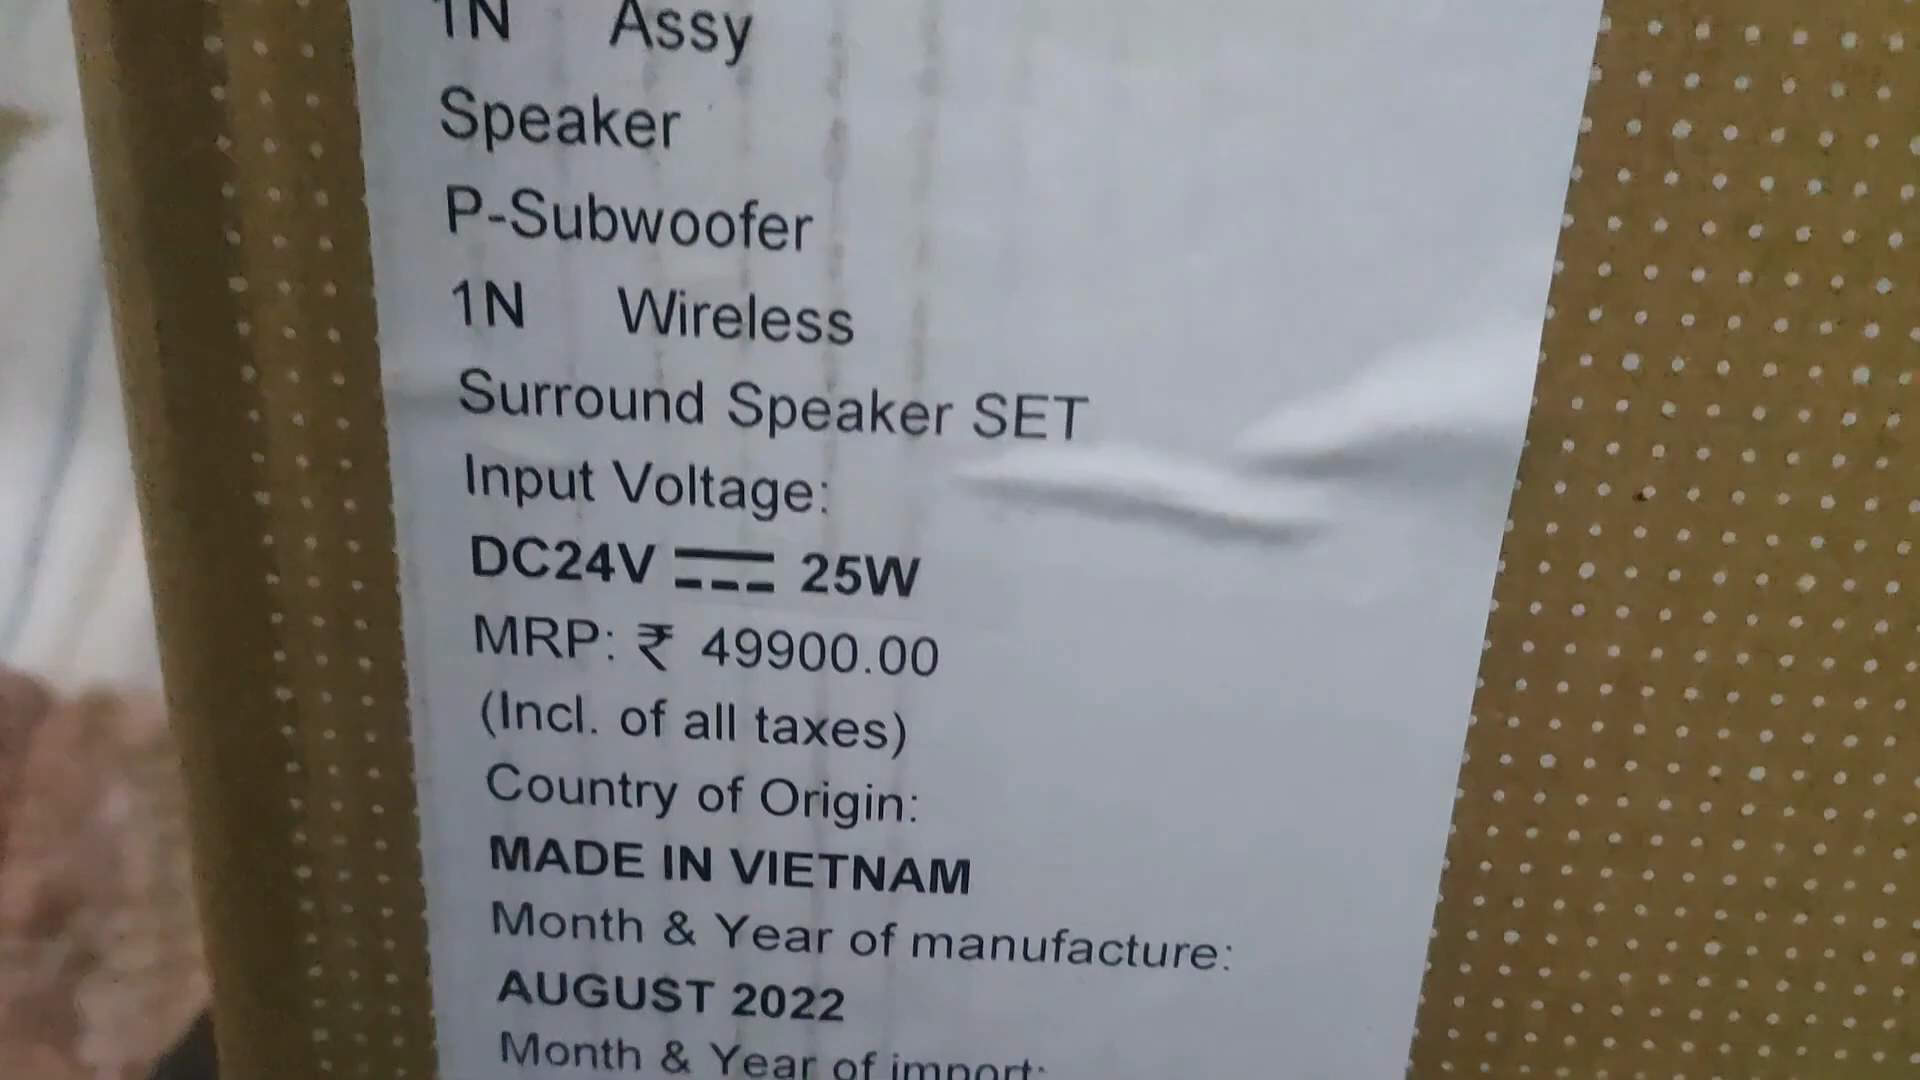 1N Assy
Speaker
P-Subwoofer
1N Wireless
Surround Speaker SET
Input Voltage:
DC24V ⎓ 25W
MRP: ₹ 49900.00
(Incl. of all taxes)
Country of Origin:
MADE IN VIETNAM
Month & Year of manufacture:
AUGUST 2022
Month & Year of import: